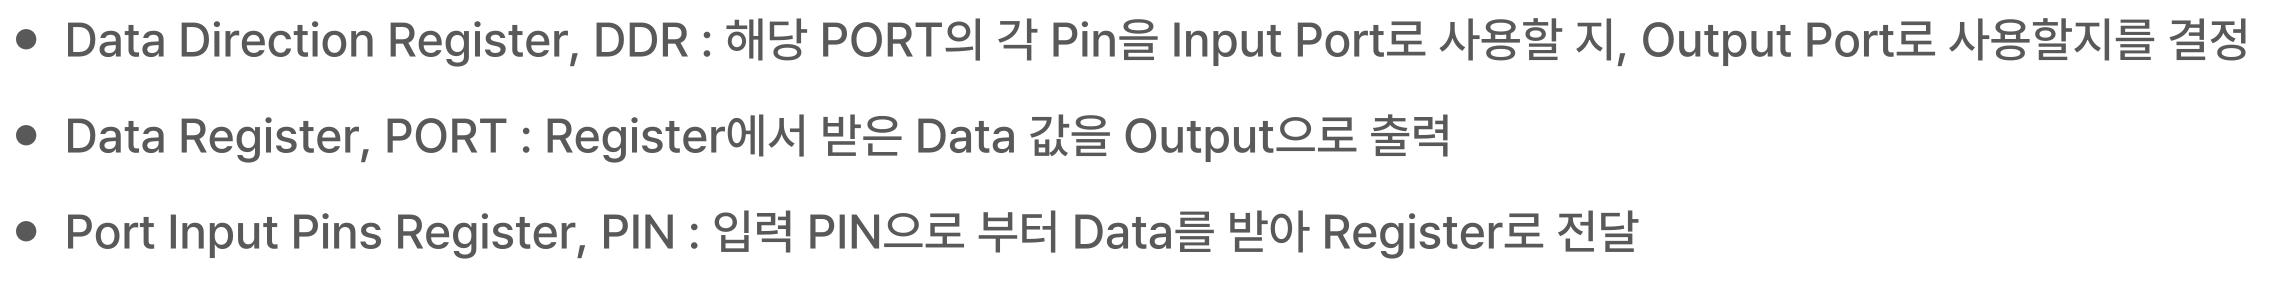 • Data Direction Register, DDR : 해당 PORT의 각 Pin을 Input Port로 사용할 지, Output Port로 사용할지를 결정
• Data Register, PORT : Register에서 받은 Data 값을 Output으로 출력
• Port Input Pins Register, PIN : 입력 PIN으로 부터 Data를 받아 Register로 전달